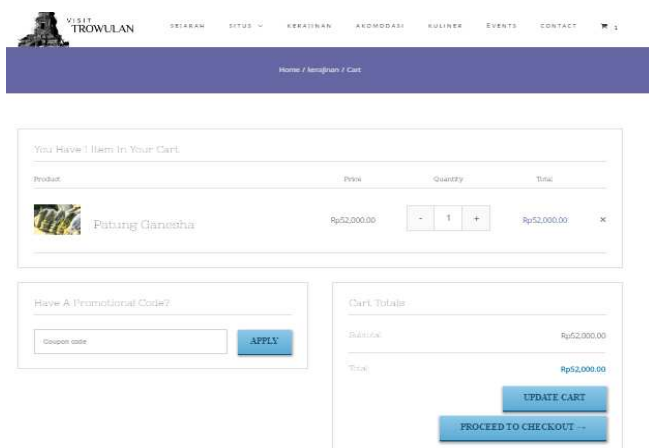 VISIT
TROWULAN
SEJARAH SITUS KERAJINAN AKOMODASI KULINER EVENTS CONTACT 1
Home / kerajinan / Cart
You Have 1 Item In Your Cart
Product Price Quantity Total
Patung Ganesha Rp52,000.00 - 1 + Rp52,000.00 ×
Have A Promotional Code?
Coupon code APPLY
Cart Totals
Subtotal Rp52,000.00
Total Rp52,000.00
UPDATE CART
PROCEED TO CHECKOUT →